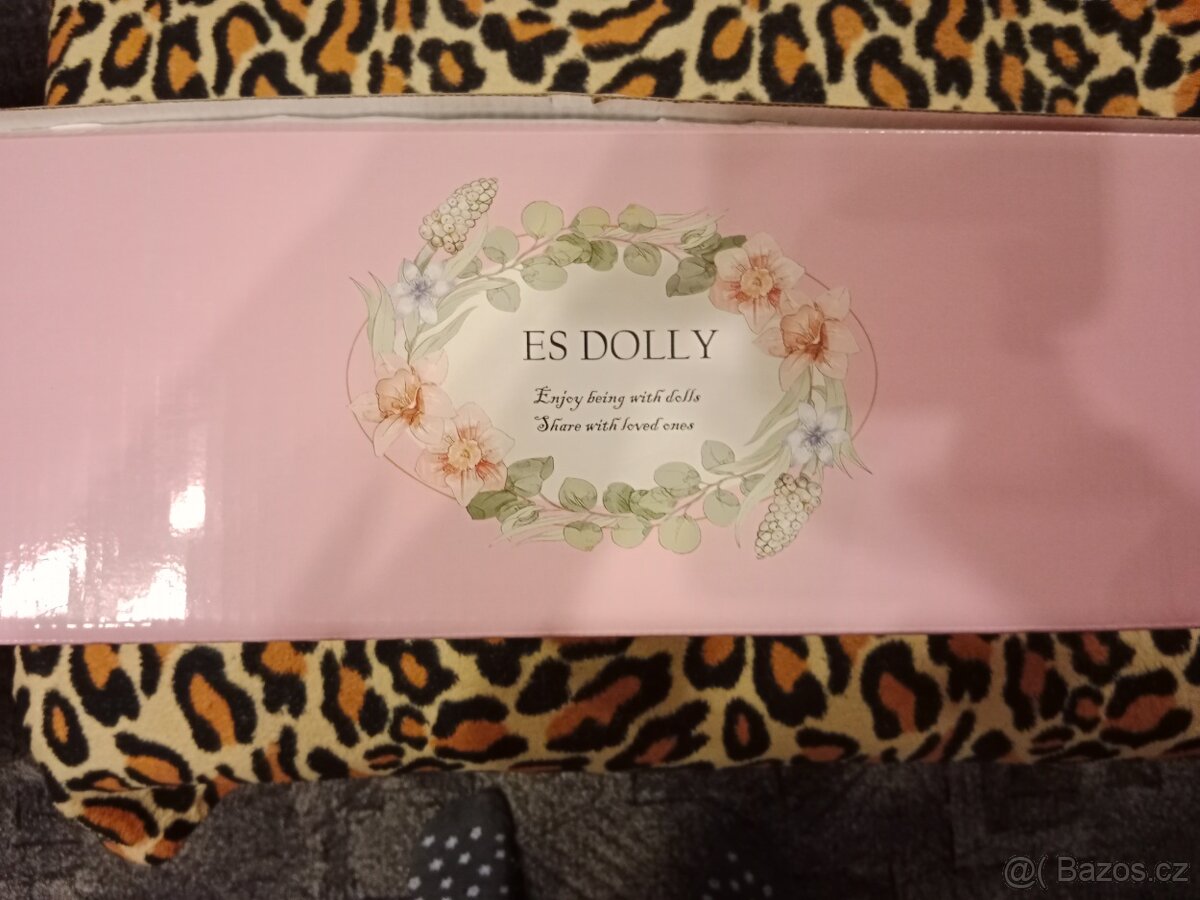 ES DOLLY
Enjoy being with dolls
Share with loved ones
@( Bazos.cz